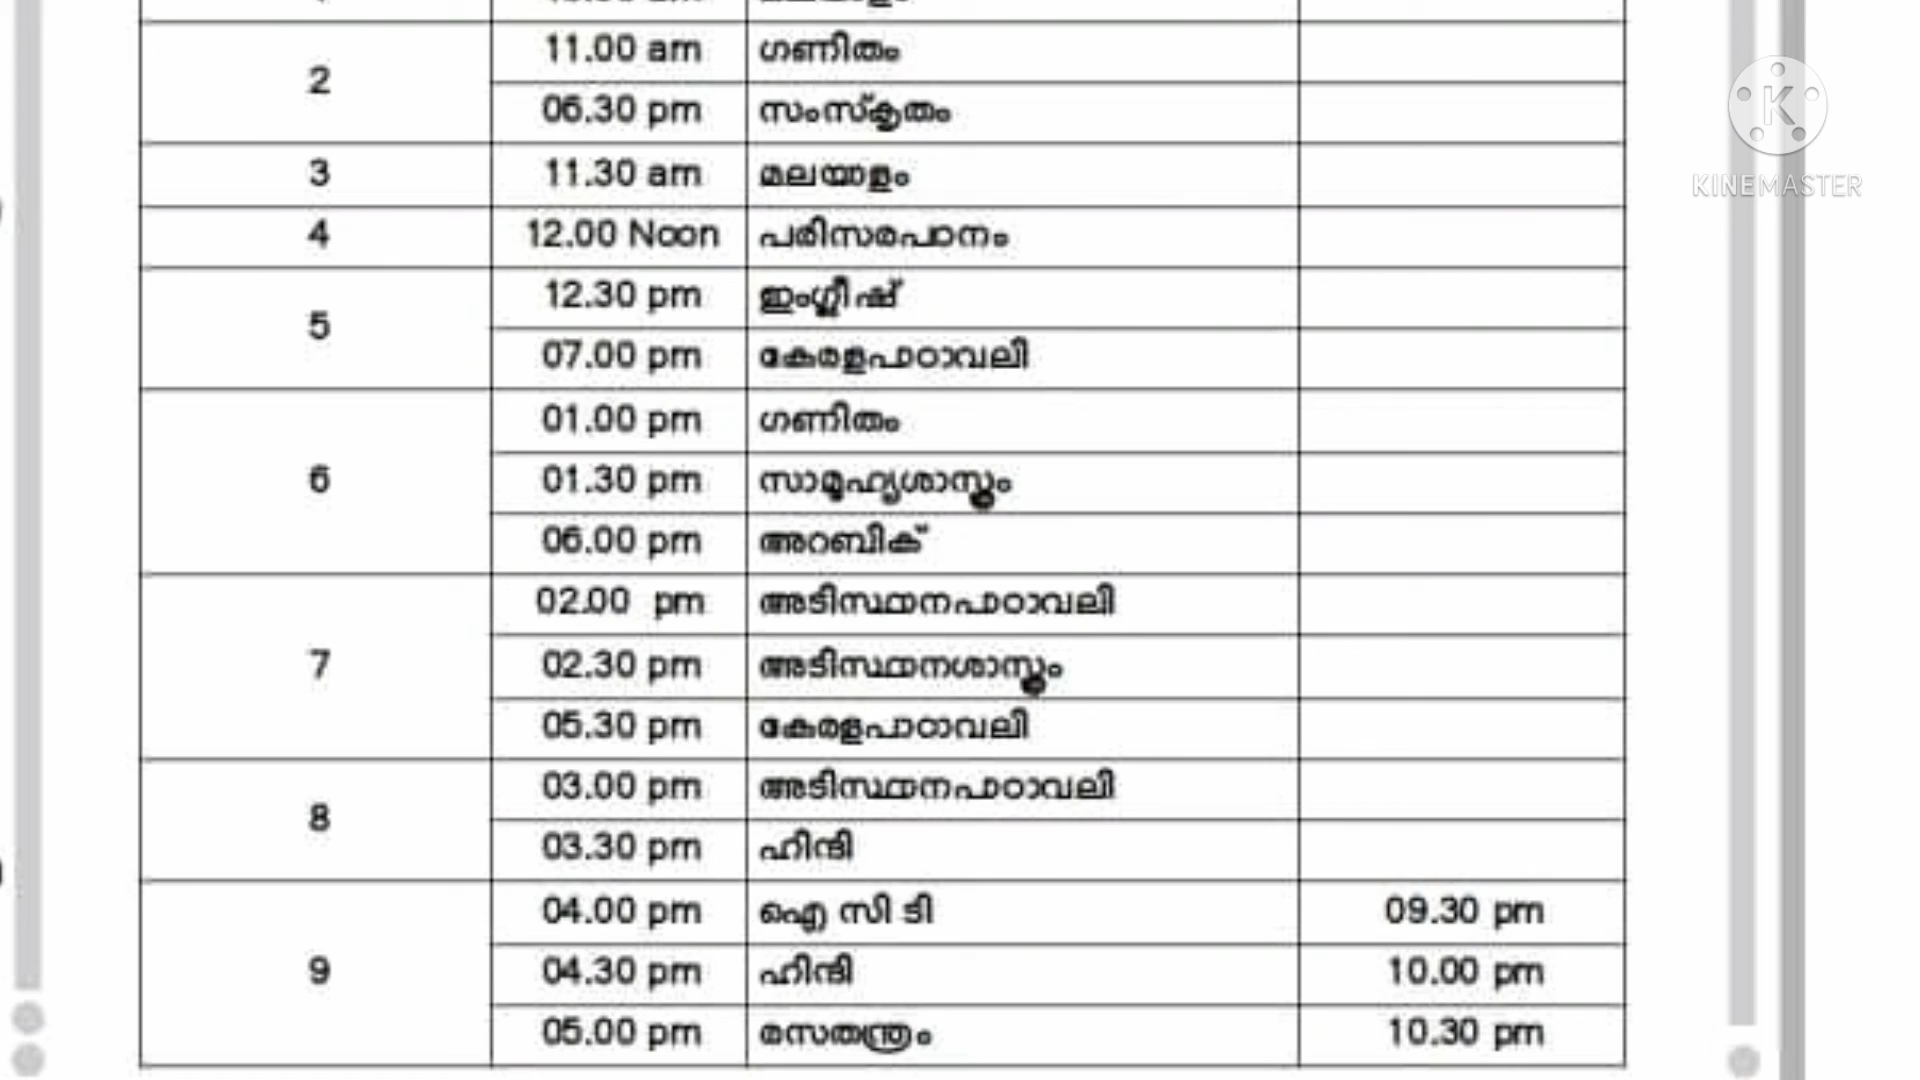 2 11.00 am ഗണിതം
06.30 pm സംസ്കൃതം
3 11.30 am മലയാളം
4 12.00 Noon പരിസരപഠനം
5 12.30 pm ഇംഗ്ലീഷ്
07.00 pm കേരളപാഠാവലി
6 01.00 pm ഗണിതം
01.30 pm സാമൂഹ്യശാസ്ത്രം
06.00 pm അറബിക്
7 02.00 pm അടിസ്ഥാനപാഠാവലി
02.30 pm അടിസ്ഥാനശാസ്ത്രം
05.30 pm കേരളപാഠാവലി
8 03.00 pm അടിസ്ഥാനപാഠാവലി
03.30 pm ഹിന്ദി
9 04.00 pm ഐ സി ടി 09.30 pm
04.30 pm ഹിന്ദി 10.00 pm
05.00 pm രസതന്ത്രം 10.30 pm
K
KINEMASTER